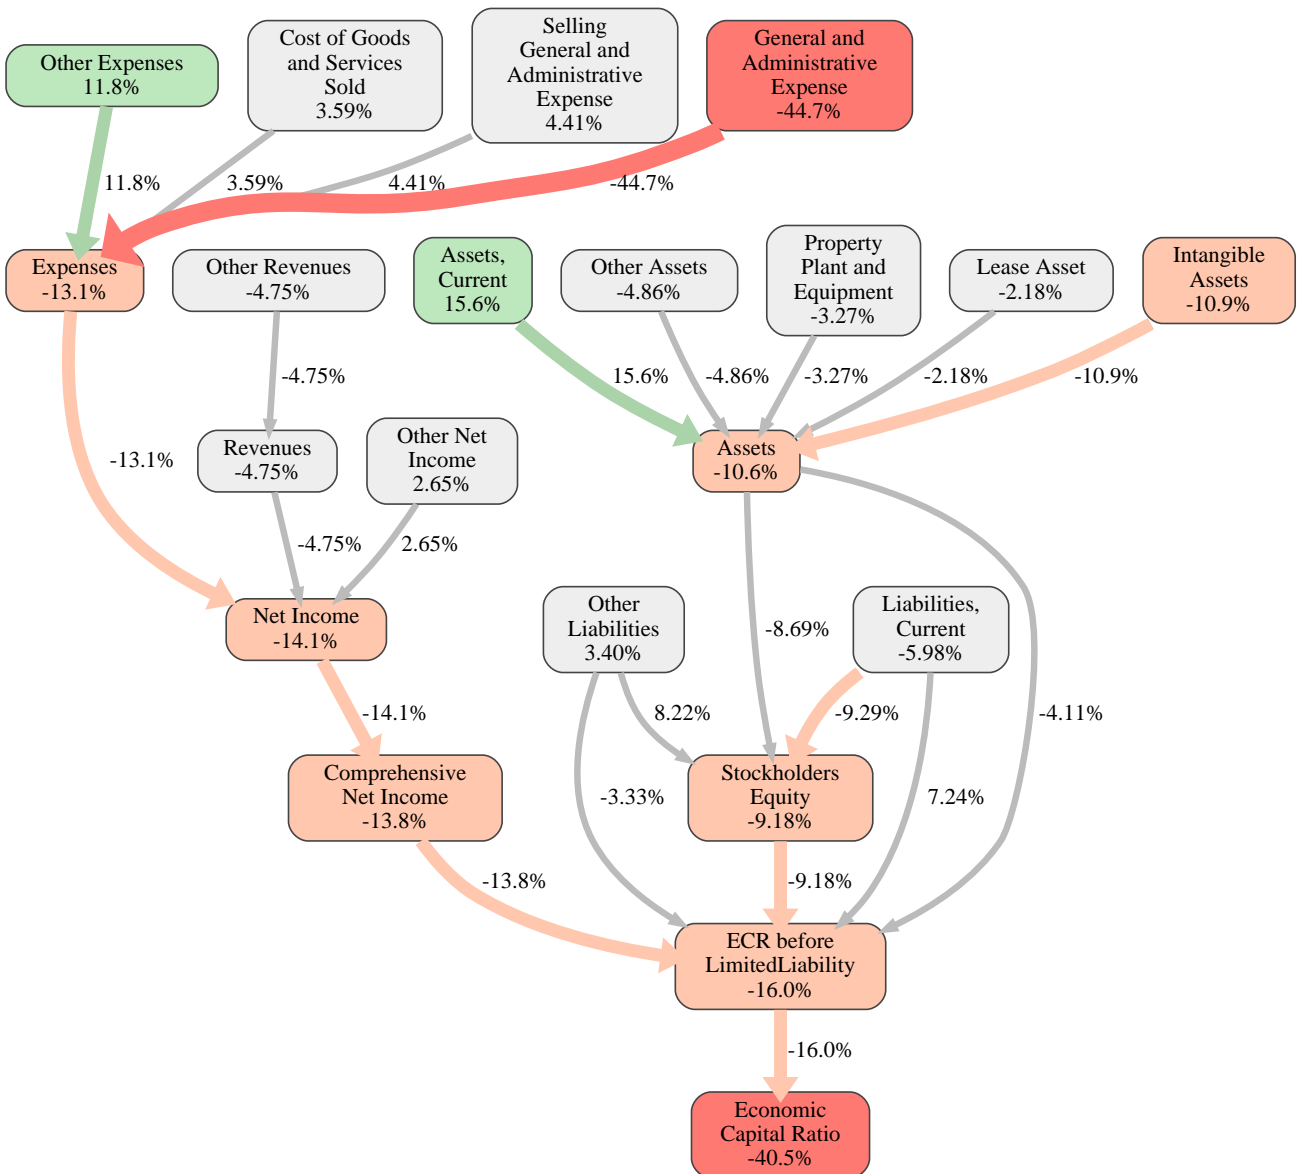 Other Expenses
11.8%
Cost of Goods
and Services
Sold
3.59%
Selling
General and
Administrative
Expense
4.41%
General and
Administrative
Expense
-44.7%
11.8%
3.59%
4.41%
-44.7%
Expenses
-13.1%
Other Revenues
-4.75%
Assets,
Current
15.6%
Other Assets
-4.86%
Property
Plant and
Equipment
-3.27%
Lease Asset
-2.18%
Intangible
Assets
-10.9%
-4.75%
15.6%
-4.86%
-3.27%
-2.18%
-10.9%
-13.1%
Revenues
-4.75%
Other Net
Income
2.65%
Assets
-10.6%
-4.75%
2.65%
Net Income
-14.1%
Other
Liabilities
3.40%
-8.69%
Liabilities,
Current
-5.98%
-14.1%
8.22%
-9.29%
-4.11%
Comprehensive
Net Income
-13.8%
-3.33%
Stockholders
Equity
-9.18%
7.24%
-13.8%
-9.18%
ECR before
LimitedLiability
-16.0%
-16.0%
Economic
Capital Ratio
-40.5%